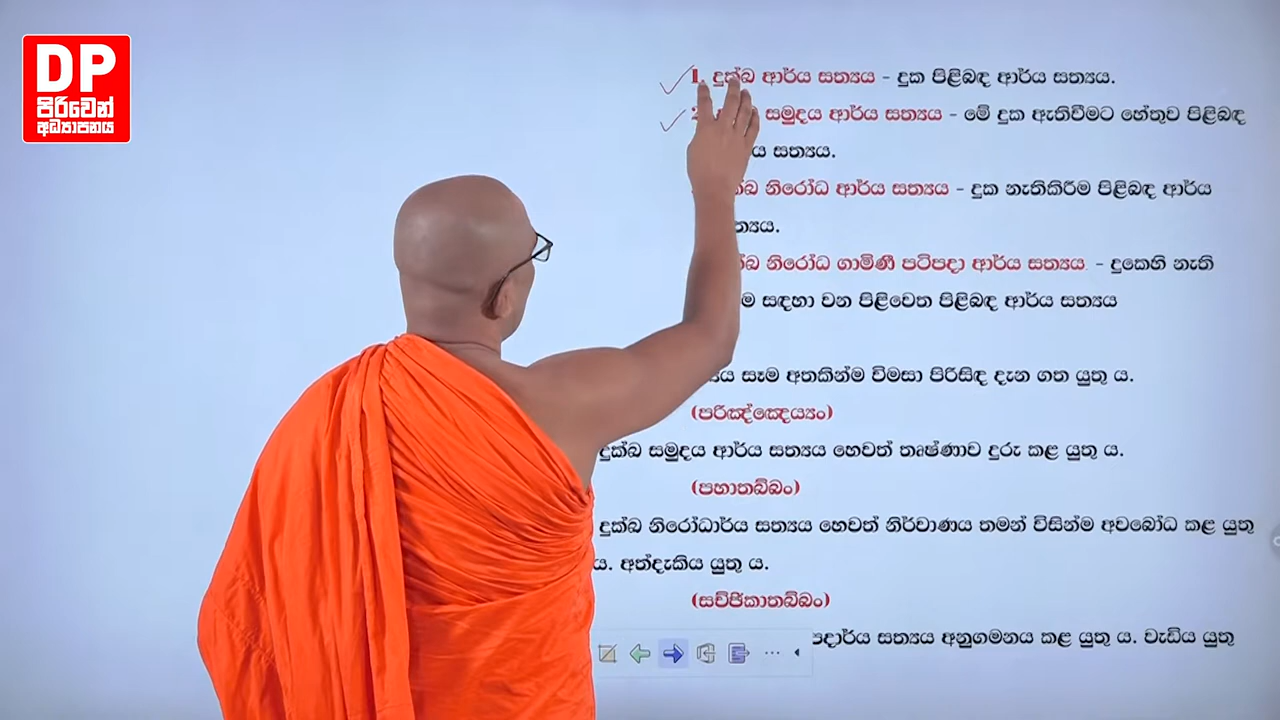 DP
පිරිවෙන්
අධ්‍යාපනය
1. දුක්ඛ ආර්ය සත්‍යය - දුක පිළිබඳ ආර්ය සත්‍යය.
සමුදය ආර්ය සත්‍යය - මේ දුක ඇතිවීමට හේතුව පිළිබඳ
සත්‍යය.
නිරෝධ ආර්ය සත්‍යය - දුක නැතිකිරීම පිළිබඳ ආර්ය
නිරෝධ ගාමිණී පටිපදා ආර්ය සත්‍යය - දුකෙහි නැති
සඳහා වන පිළිවෙත පිළිබඳ ආර්ය සත්‍යය
සෑම අතකින්ම විමසා පිරිසිඳ දැන ගත යුතු ය.
(පරිඤ්ඤෙය්‍යං)
දුක්ඛ සමුදය ආර්ය සත්‍යය හෙවත් තෘෂ්ණාව දුරු කළ යුතු ය.
(පහාතබ්බං)
දුක්ඛ නිරෝධාර්ය සත්‍යය හෙවත් නිර්වාණය තමන් විසින්ම අවබෝධ කළ යුතු
ය. අත්දැකිය යුතු ය.
(සච්ඡිකාතබ්බං)
සත්‍යය අනුගමනය කළ යුතු ය. වැඩිය යුතු